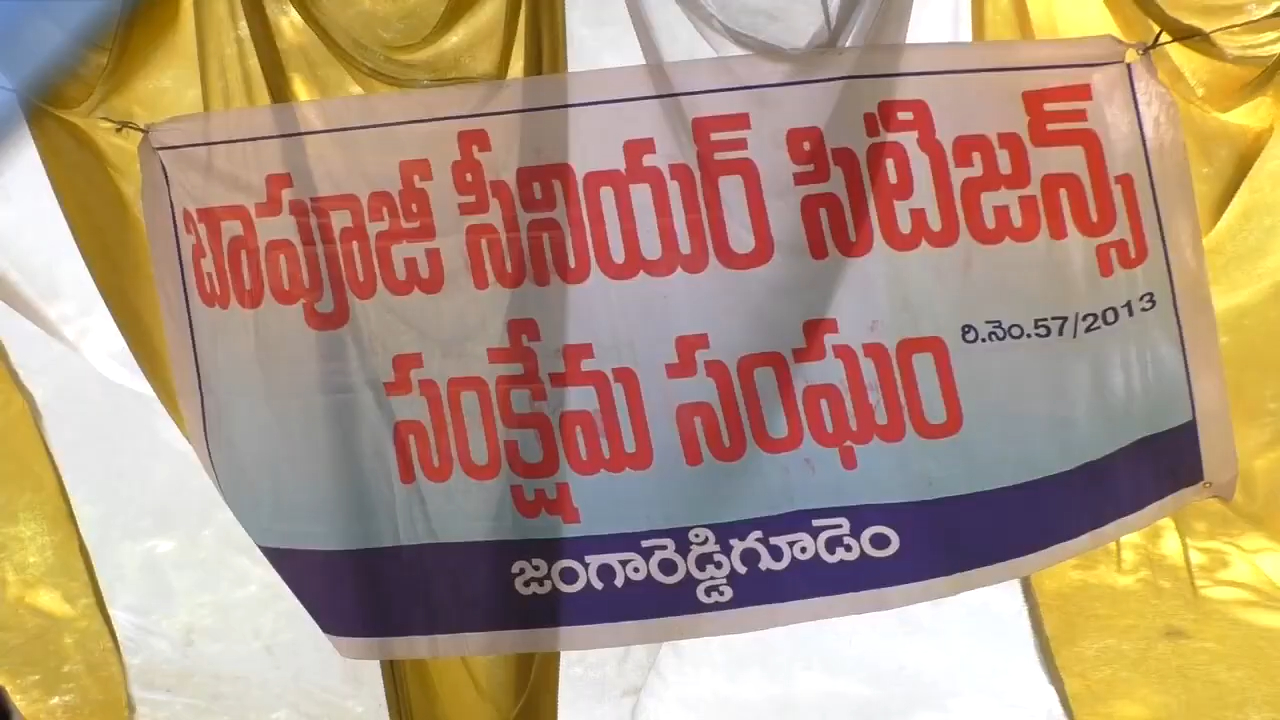 బాపూజీ సీనియర్ సిటిజన్స్
సంక్షేమ సంఘం
రి.నెం.57/2013
జంగారెడ్డిగూడెం